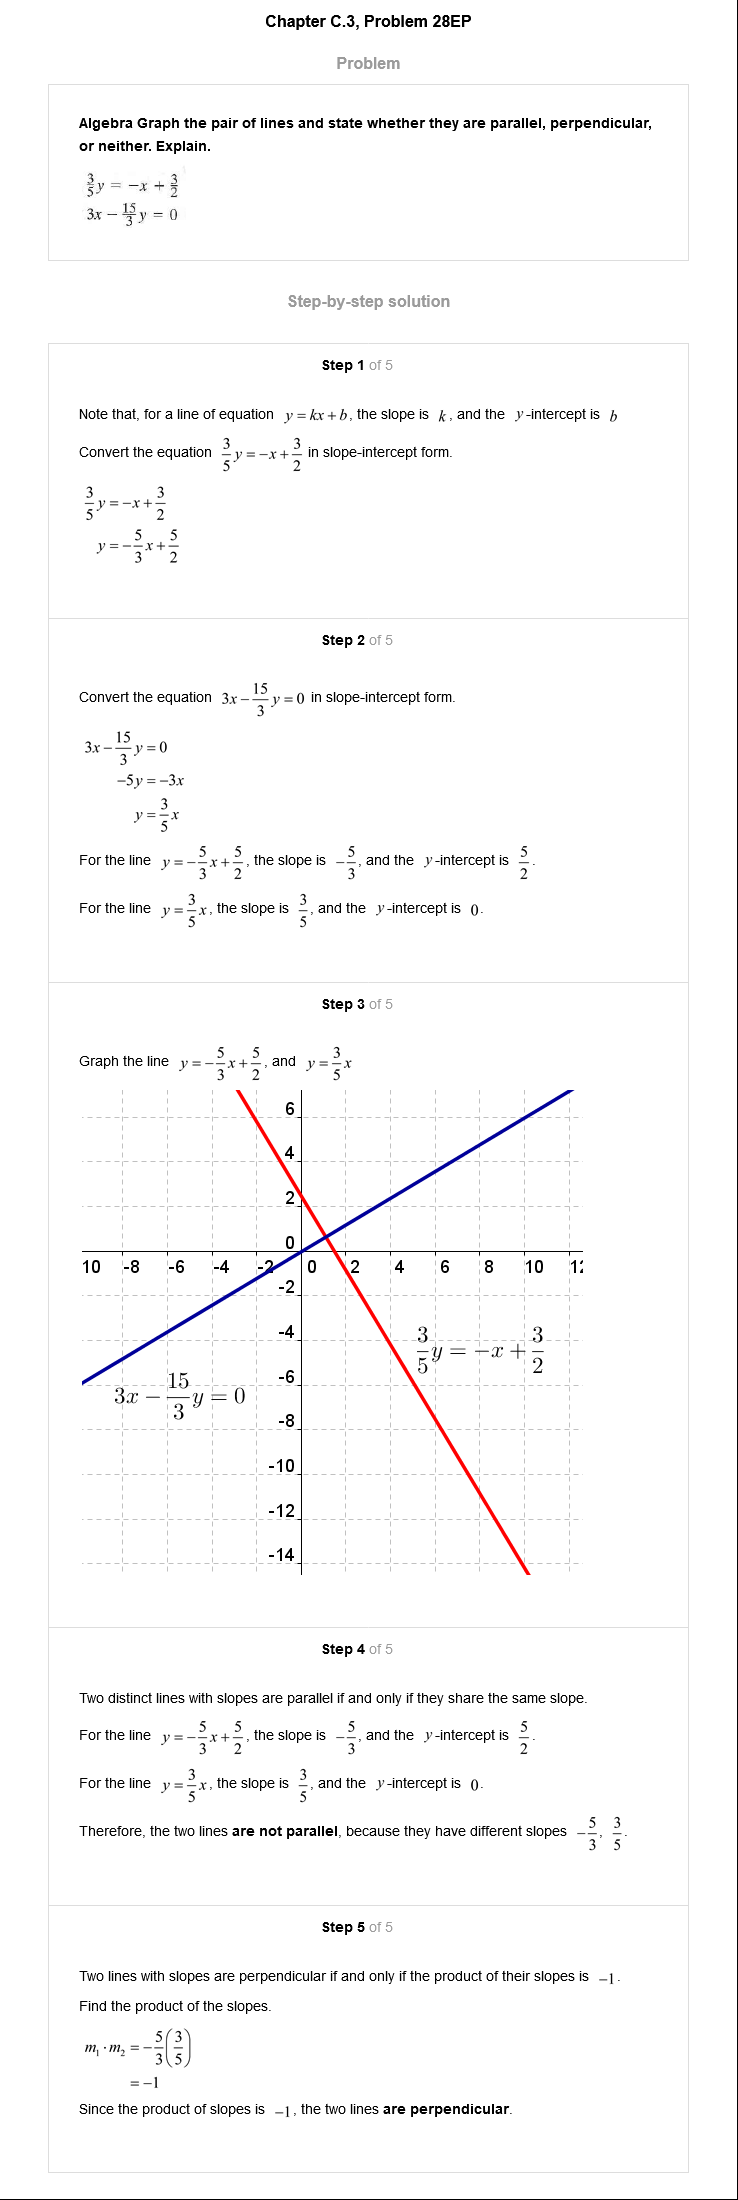 Chapter C.3, Problem 28EP
Problem
Algebra Graph the pair of lines and state whether they are parallel, perpendicular,
or neither. Explain.
3/5 y = −x + 3/2
3x − 15/3 y = 0
Step-by-step solution
Step 1 of 5
Note that, for a line of equation y = kx + b, the slope is k, and the y-intercept is b
Convert the equation 3/5 y = −x + 3/2 in slope-intercept form.
3/5 y = −x + 3/2
y = −5/3 x + 5/2
Step 2 of 5
Convert the equation 3x − 15/3 y = 0 in slope-intercept form.
3x − 15/3 y = 0
−5y = −3x
y = 3/5 x
For the line y = −5/3 x + 5/2, the slope is −5/3, and the y-intercept is 5/2.
For the line y = 3/5 x, the slope is 3/5, and the y-intercept is 0.
Step 3 of 5
Graph the line y = −5/3 x + 5/2, and y = 3/5 x
6
4
2
0
10 -8 -6 -4 -2 0 2 4 6 8 10 12
-2
-4
3/5 y = −x + 3/2
-6
3x − 15/3 y = 0
-8
-10
-12
-14
Step 4 of 5
Two distinct lines with slopes are parallel if and only if they share the same slope.
For the line y = −5/3 x + 5/2, the slope is −5/3, and the y-intercept is 5/2.
For the line y = 3/5 x, the slope is 3/5, and the y-intercept is 0.
Therefore, the two lines are not parallel, because they have different slopes −5/3, 3/5.
Step 5 of 5
Two lines with slopes are perpendicular if and only if the product of their slopes is −1.
Find the product of the slopes.
m₁ · m₂ = −5/3 (3/5)
= −1
Since the product of slopes is −1, the two lines are perpendicular.